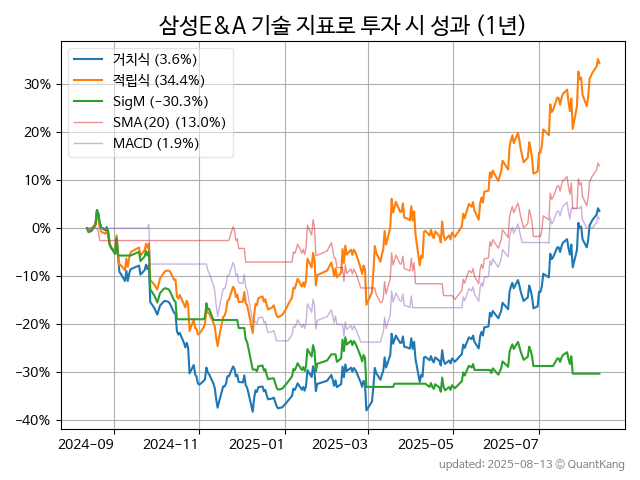 삼성E&A 기술 지표로 투자 시 성과 (1년)
거치식 (3.6%)
적립식 (34.4%)
SigM (−30.3%)
SMA(20) (13.0%)
MACD (1.9%)
30%
20%
10%
0%
−10%
−20%
−30%
−40%
2024-09 2024-11 2025-01 2025-03 2025-05 2025-07
updated: 2025-08-13 © QuantKang